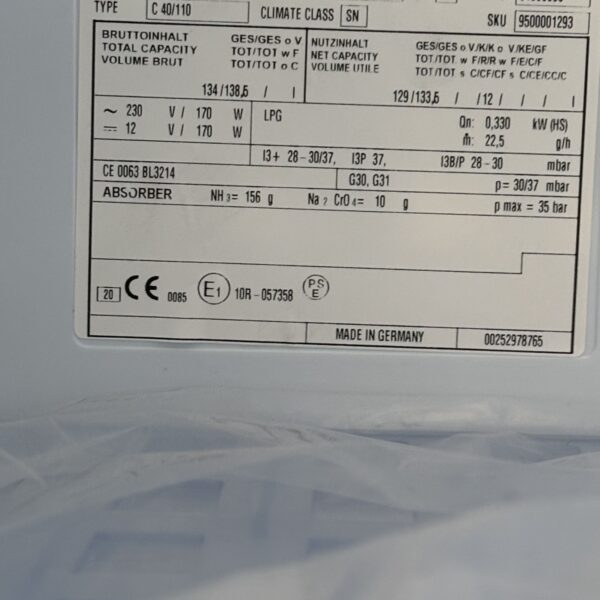 TYPE C 40/110 CLIMATE CLASS SN SKU 9500001293
BRUTTOINHALT GES/GES o V
TOTAL CAPACITY TOT/TOT w F
VOLUME BRUT TOT/TOT o C
134/138,5 / l
NUTZINHALT GES/GES o V/K/K o V/KE/GF
NET CAPACITY TOT/TOT w F/R/R w F/E/C/F
VOLUME UTILE TOT/TOT s C/CF/CF s C/CE/CC/C
129/133,5 / /12 / / l
~ 230 V / 170 W
⎓ 12 V / 170 W
LPG Qn: 0,330 kW (HS)
ṁ: 22,5 g/h
I3+ 28-30/37, I3P 37, I3B/P 28-30 mbar
CE 0063 BL3214 G30, G31 p= 30/37 mbar
ABSORBER NH3= 156 g Na2 CrO4= 10 g p max = 35 bar
20 CE 0085 E1 10R-057358 PS E
MADE IN GERMANY 00252978765